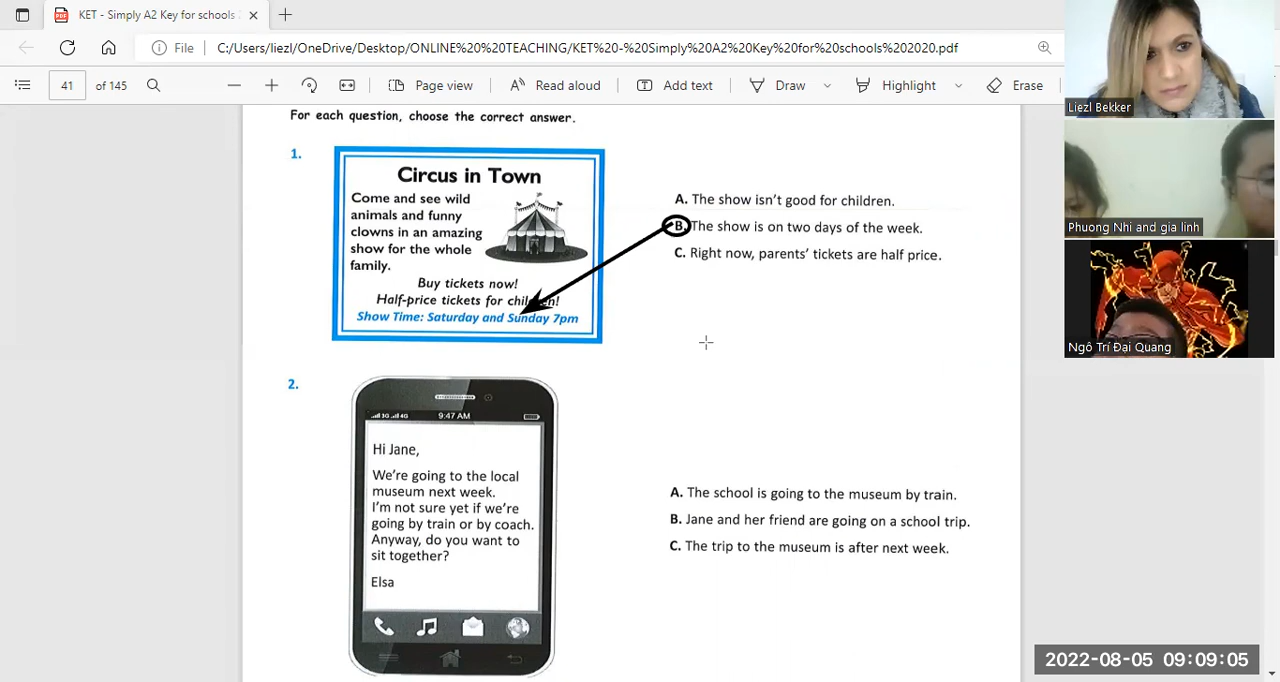 KET - Simply A2 Key for schools
File
C:/Users/liezl/OneDrive/Desktop/ONLINE%20%20TEACHING/KET%20-%20Simply%20A2%20Key%20for%20schools%202020.pdf
41
of 145
Page view
Read aloud
Add text
Draw
Highlight
Erase
For each question, choose the correct answer.
1.
Circus in Town
Come and see wild
animals and funny
clowns in an amazing
show for the whole
family.
Buy tickets now!
Half-price tickets for children!
Show Time: Saturday and Sunday 7pm
A. The show isn't good for children.
B. The show is on two days of the week.
C. Right now, parents' tickets are half price.
2.
3G 4G
9:47 AM
Hi Jane,
We're going to the local
museum next week.
I'm not sure yet if we're
going by train or by coach.
Anyway, do you want to
sit together?
Elsa
A. The school is going to the museum by train.
B. Jane and her friend are going on a school trip.
C. The trip to the museum is after next week.
Liezl Bekker
Phuong Nhi and gia linh
Ngô Trí Đại Quang
2022-08-05 09:09:05